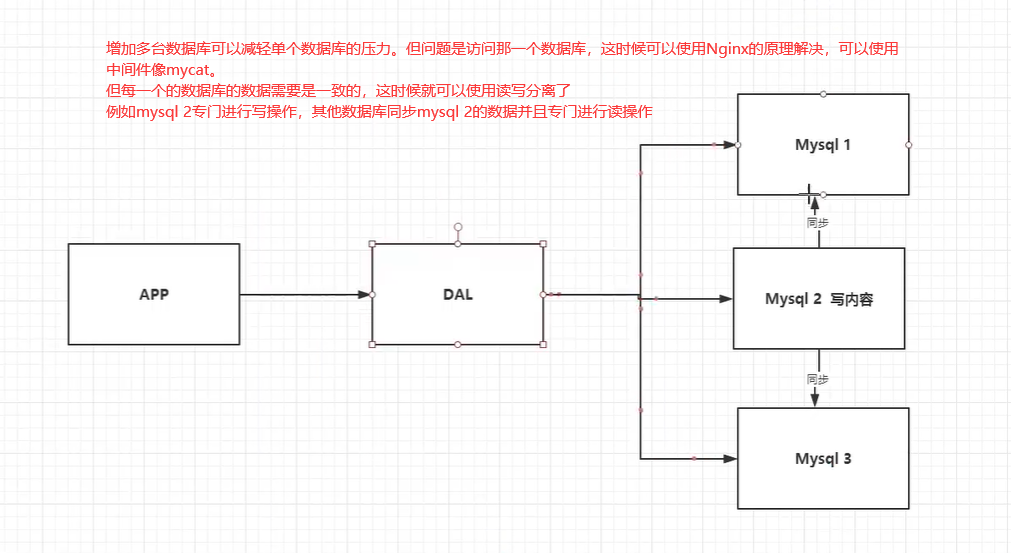 增加多台数据库可以减轻单个数据库的压力。但问题是访问那一个数据库，这时候可以使用Nginx的原理解决，可以使用
中间件像mycat。
但每一个的数据库的数据需要是一致的，这时候就可以使用读写分离了
例如mysql 2专门进行写操作，其他数据库同步mysql 2的数据并且专门进行读操作
Mysql 1
同步
APP
DAL
Mysql 2 写内容
同步
Mysql 3